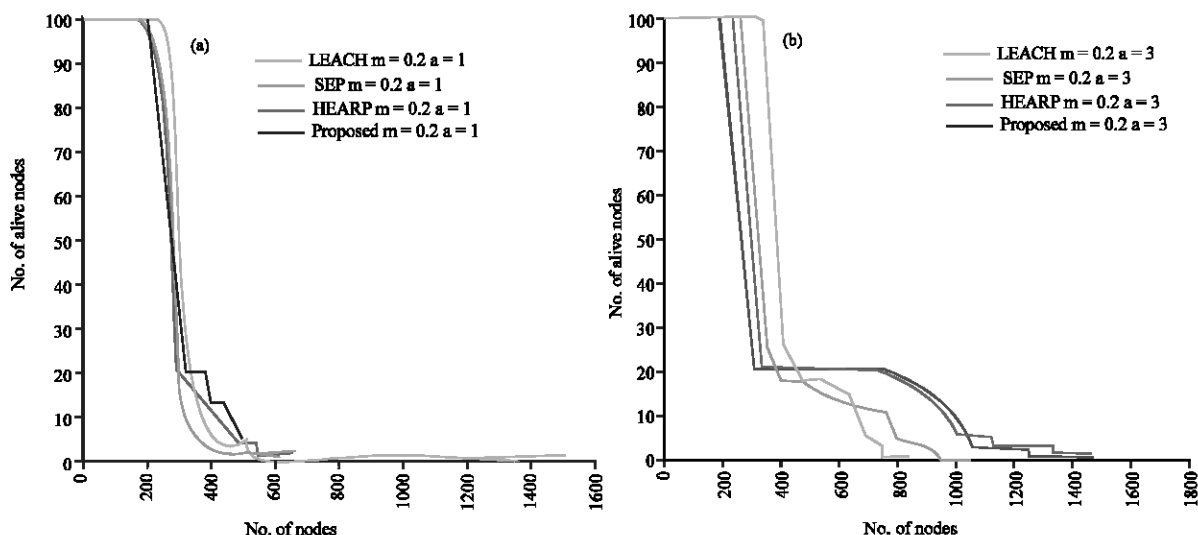 (a)
LEACH m = 0.2 a = 1
SEP m = 0.2 a = 1
HEARP m = 0.2 a = 1
Proposed m = 0.2 a = 1
No. of alive nodes
100
90
80
70
60
50
40
30
20
10
0
0
200
400
600
800
1000
1200
1400
1600
No. of nodes
(b)
LEACH m = 0.2 a = 3
SEP m = 0.2 a = 3
HEARP m = 0.2 a = 3
Proposed m = 0.2 a = 3
No. of alive nodes
100
90
80
70
60
50
40
30
20
10
0
0
200
400
600
800
1000
1200
1400
1600
1800
No. of nodes